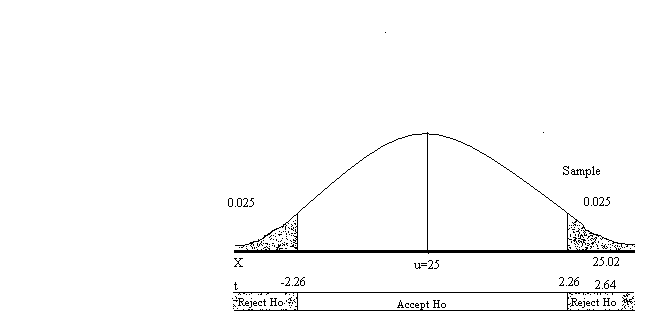 Sample
0.025 0.025
X u=25 25.02
t -2.26 2.26 2.64
Reject Ho Accept Ho Reject Ho